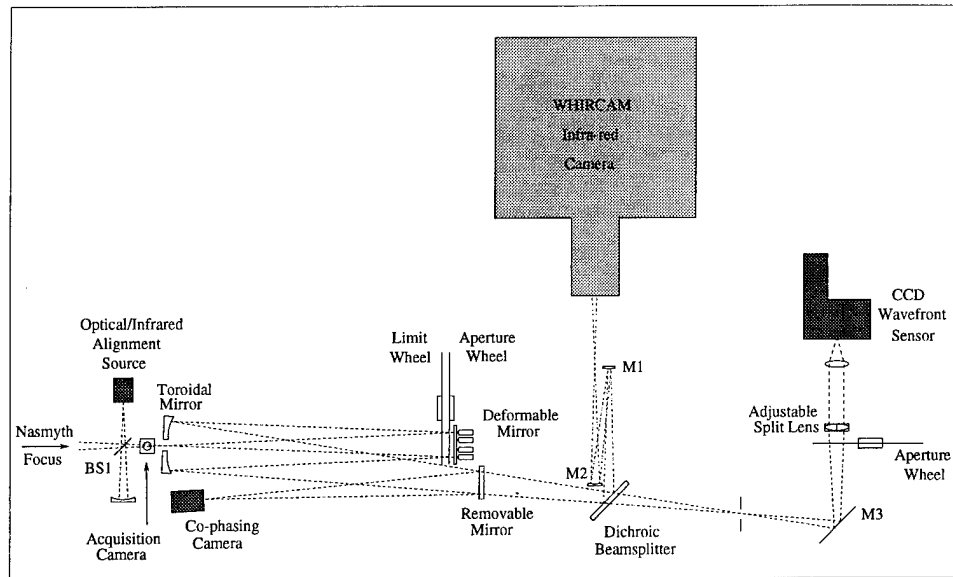 WHIRCAM
Infra-red
Camera
CCD
Wavefront
Sensor
Optical/Infrared
Alignment
Source
Limit
Wheel
Aperture
Wheel
M1
Toroidal
Mirror
Deformable
Mirror
Adjustable
Split Lens
Nasmyth
Focus
BS1
M2
Aperture
Wheel
Removable
Mirror
M3
Co-phasing
Camera
Dichroic
Beamsplitter
Acquisition
Camera